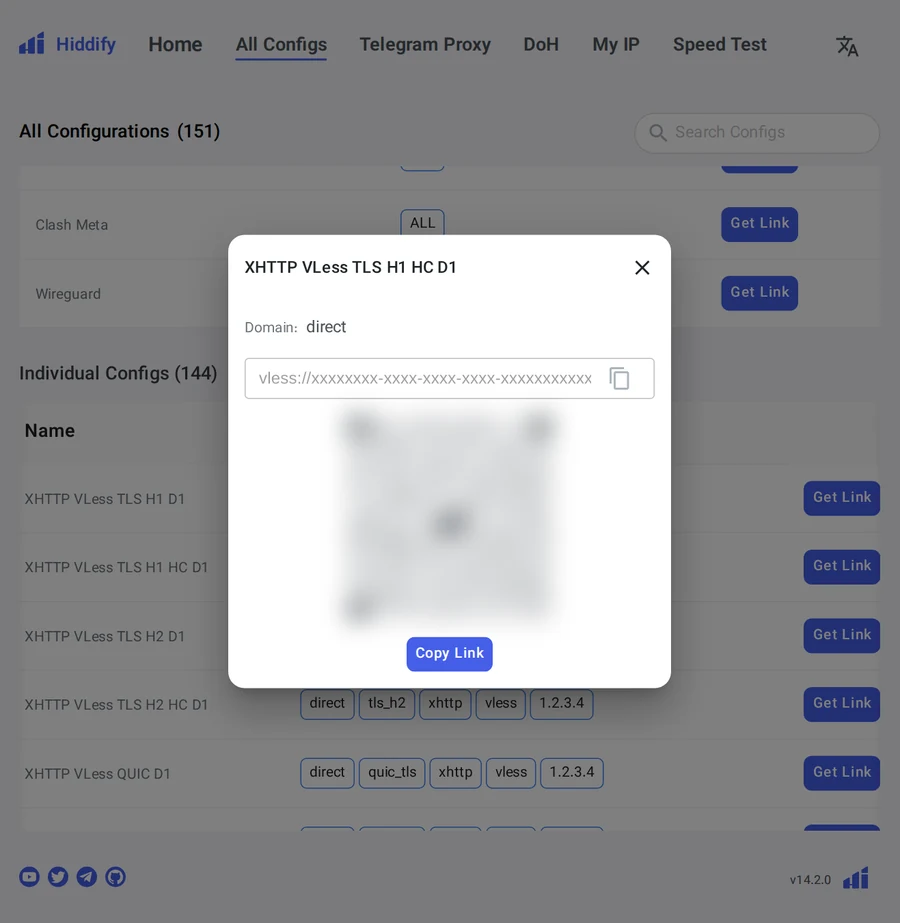 Hiddify Home All Configs Telegram Proxy DoH My IP Speed Test
All Configurations (151) Search Configs
Clash Meta ALL Get Link
XHTTP VLess TLS H1 HC D1
Wireguard Get Link
Domain: direct
Individual Configs (144)
vless://xxxxxxxx-xxxx-xxxx-xxxx-xxxxxxxxxxx
Name
XHTTP VLess TLS H1 D1 Get Link
XHTTP VLess TLS H1 HC D1 Get Link
XHTTP VLess TLS H2 D1 Get Link
Copy Link
XHTTP VLess TLS H2 HC D1 direct tls_h2 xhttp vless 1.2.3.4 Get Link
XHTTP VLess QUIC D1 direct quic_tls xhttp vless 1.2.3.4 Get Link
v14.2.0